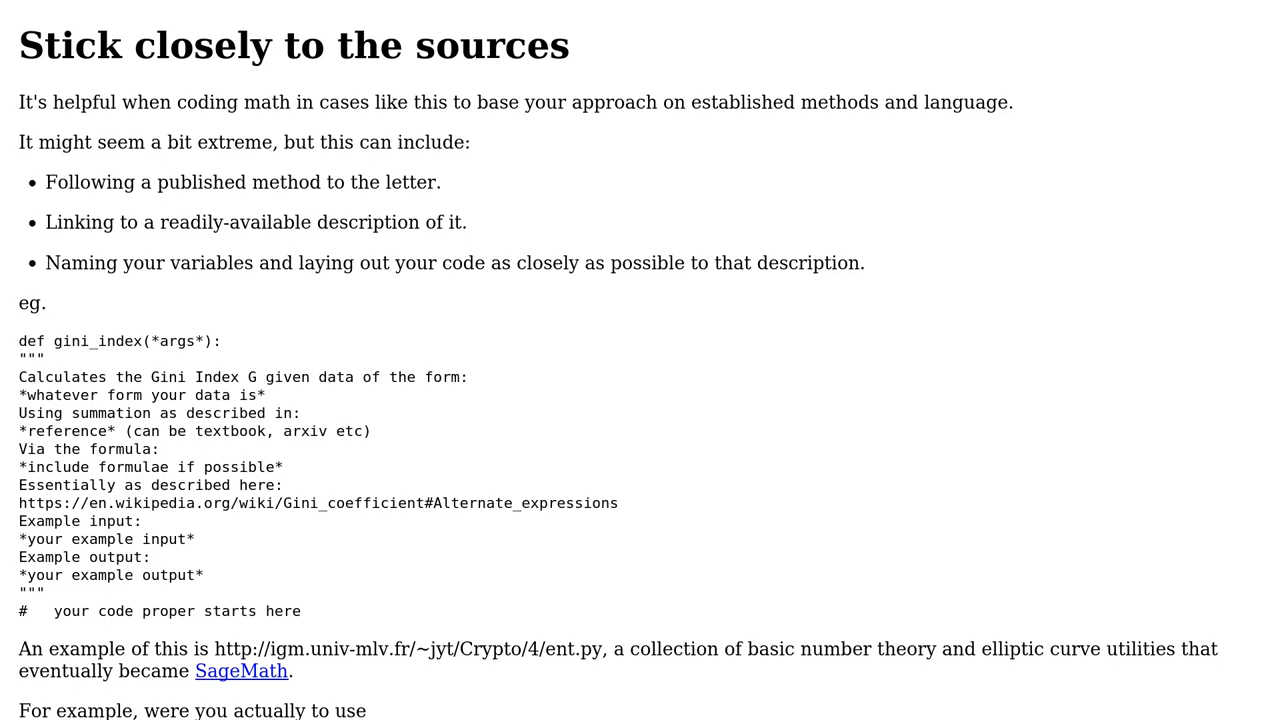 Stick closely to the sources
It's helpful when coding math in cases like this to base your approach on established methods and language.
It might seem a bit extreme, but this can include:
• Following a published method to the letter.
• Linking to a readily-available description of it.
• Naming your variables and laying out your code as closely as possible to that description.
eg.
def gini_index(*args*):
"""
Calculates the Gini Index G given data of the form:
*whatever form your data is*
Using summation as described in:
*reference* (can be textbook, arxiv etc)
Via the formula:
*include formulae if possible*
Essentially as described here:
https://en.wikipedia.org/wiki/Gini_coefficient#Alternate_expressions
Example input:
*your example input*
Example output:
*your example output*
"""
#   your code proper starts here
An example of this is http://igm.univ-mlv.fr/~jyt/Crypto/4/ent.py, a collection of basic number theory and elliptic curve utilities that
eventually became SageMath.
For example, were you actually to use